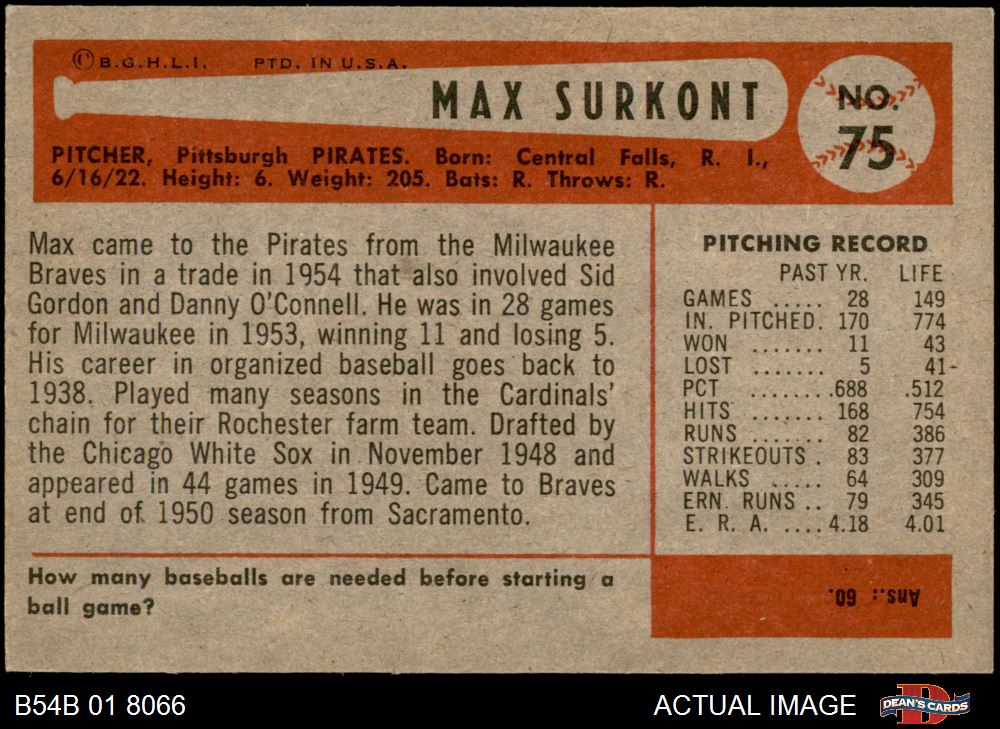 ©B.G.H.L.I. PTD. IN U.S.A.
MAX SURKONT
NO.
75
PITCHER, Pittsburgh PIRATES. Born: Central Falls, R. I.,
6/16/22. Height: 6. Weight: 205. Bats: R. Throws: R.
Max came to the Pirates from the Milwaukee
Braves in a trade in 1954 that also involved Sid
Gordon and Danny O'Connell. He was in 28 games
for Milwaukee in 1953, winning 11 and losing 5.
His career in organized baseball goes back to
1938. Played many seasons in the Cardinals'
chain for their Rochester farm team. Drafted by
the Chicago White Sox in November 1948 and
appeared in 44 games in 1949. Came to Braves
at end of 1950 season from Sacramento.
PITCHING RECORD
PAST YR. LIFE
GAMES ..... 28 149
IN. PITCHED. 170 774
WON ....... 11 43
LOST ....... 5 41
PCT ....... .688 .512
HITS ....... 168 754
RUNS ....... 82 386
STRIKEOUTS . 83 377
WALKS ..... 64 309
ERN. RUNS .. 79 345
E. R. A. .... 4.18 4.01
How many baseballs are needed before starting a
ball game?
Ans.: 60.
B54B 01 8066
ACTUAL IMAGE
DEAN'S CARDS